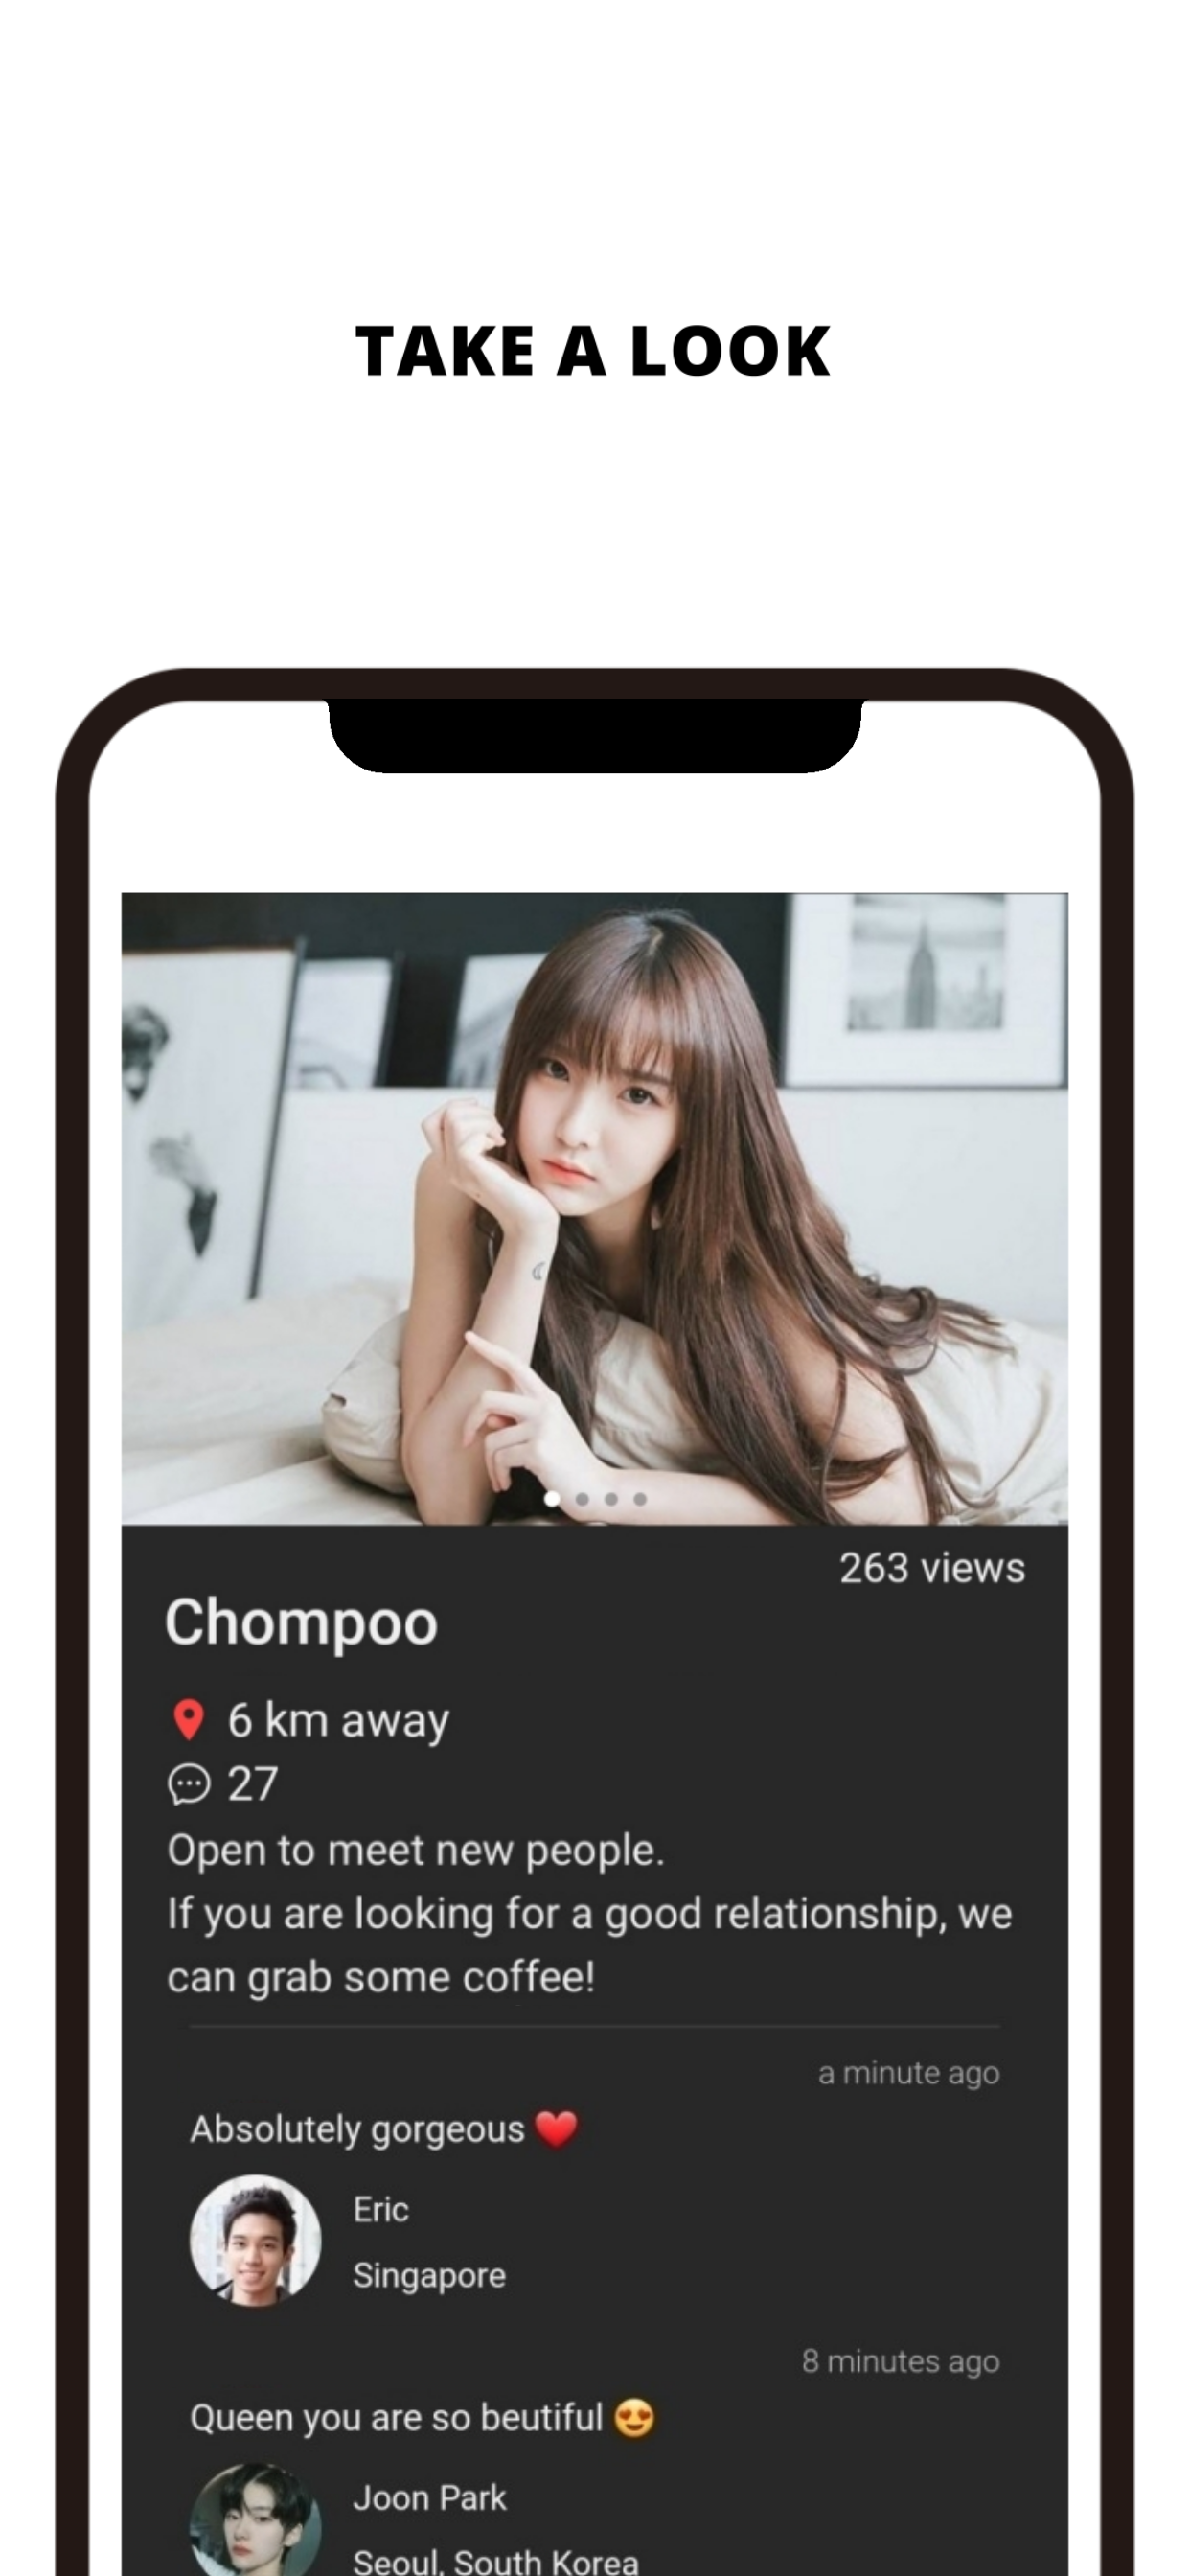 TAKE A LOOK
263 views
Chompoo
6 km away
27
Open to meet new people.
If you are looking for a good relationship, we
can grab some coffee!
a minute ago
Absolutely gorgeous ❤️
Eric
Singapore
8 minutes ago
Queen you are so beutiful 😍
Joon Park
Seoul, South Korea